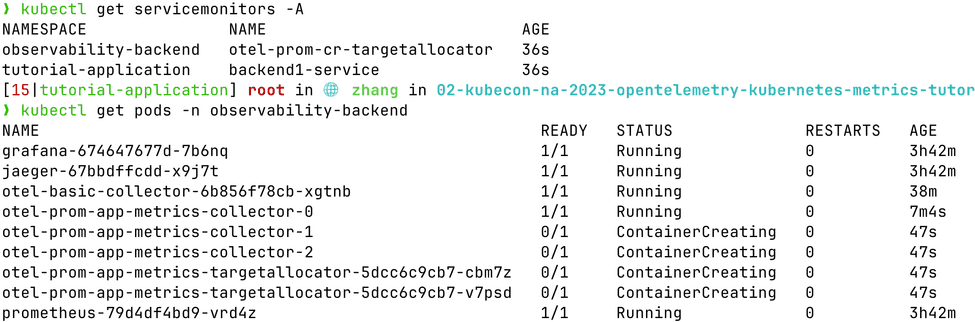 ❯ kubectl get servicemonitors -A
NAMESPACE               NAME                            AGE
observability-backend   otel-prom-cr-targetallocator    36s
tutorial-application    backend1-service                36s
[15|tutorial-application] root in 🌐 zhang in 02-kubecon-na-2023-opentelemetry-kubernetes-metrics-tutor
❯ kubectl get pods -n observability-backend
NAME                                                READY   STATUS              RESTARTS   AGE
grafana-674647677d-7b6nq                            1/1     Running             0          3h42m
jaeger-67bbdffcdd-x9j7t                             1/1     Running             0          3h42m
otel-basic-collector-6b856f78cb-xgtnb               1/1     Running             0          38m
otel-prom-app-metrics-collector-0                   1/1     Running             0          7m4s
otel-prom-app-metrics-collector-1                   0/1     ContainerCreating   0          47s
otel-prom-app-metrics-collector-2                   0/1     ContainerCreating   0          47s
otel-prom-app-metrics-targetallocator-5dcc6c9cb7-cbm7z   0/1     ContainerCreating   0          47s
otel-prom-app-metrics-targetallocator-5dcc6c9cb7-v7psd   0/1     ContainerCreating   0          47s
prometheus-79d4df4bd9-vrd4z                         1/1     Running             0          3h42m